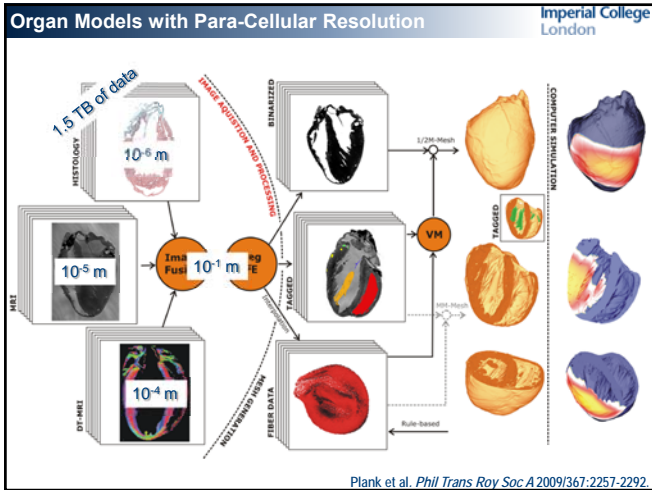 Organ Models with Para-Cellular Resolution
Imperial College
London
1.5 TB of data
HISTOLOGY
10-6 m
IMAGE AQUISITION AND PROCESSING
BINARIZED
1/2M-Mesh
COMPUTER SIMULATION
MRI
10-5 m
10-1 m
TAGGED
VM
TAGGED
MM-Mesh
Interpolation
DT-MRI
10-4 m
MESH GENERATION
FIBER DATA
Rule-based
Plank et al. Phil Trans Roy Soc A 2009/367:2257-2292.